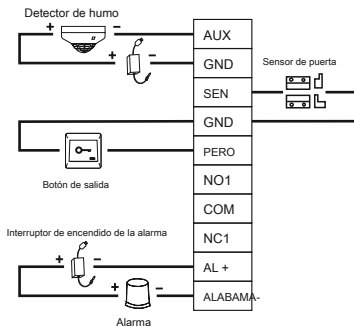 Detector de humo
+ −
+ −
Sensor de puerta
Botón de salida
Interruptor de encendido de la alarma
+ −
+ −
Alarma
AUX
GND
SEN
GND
PERO
NO1
COM
NC1
AL +
ALABAMA-